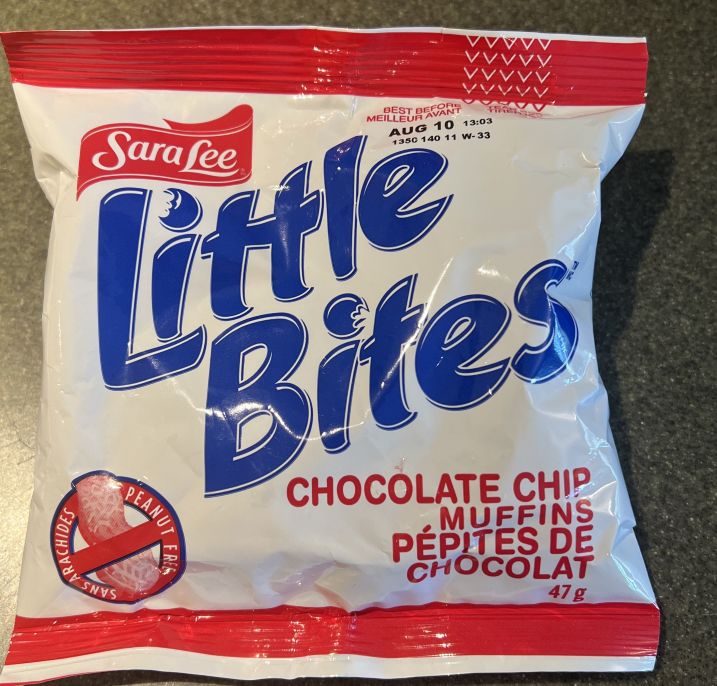 BEST BEFORE
MEILLEUR AVANT
AUG 10 13:03
1350 140 11 W-33
Sara Lee
Little
Bites
PEANUT FREE
SANS ARACHIDES
CHOCOLATE CHIP
MUFFINS
PÉPITES DE
CHOCOLAT
47 g